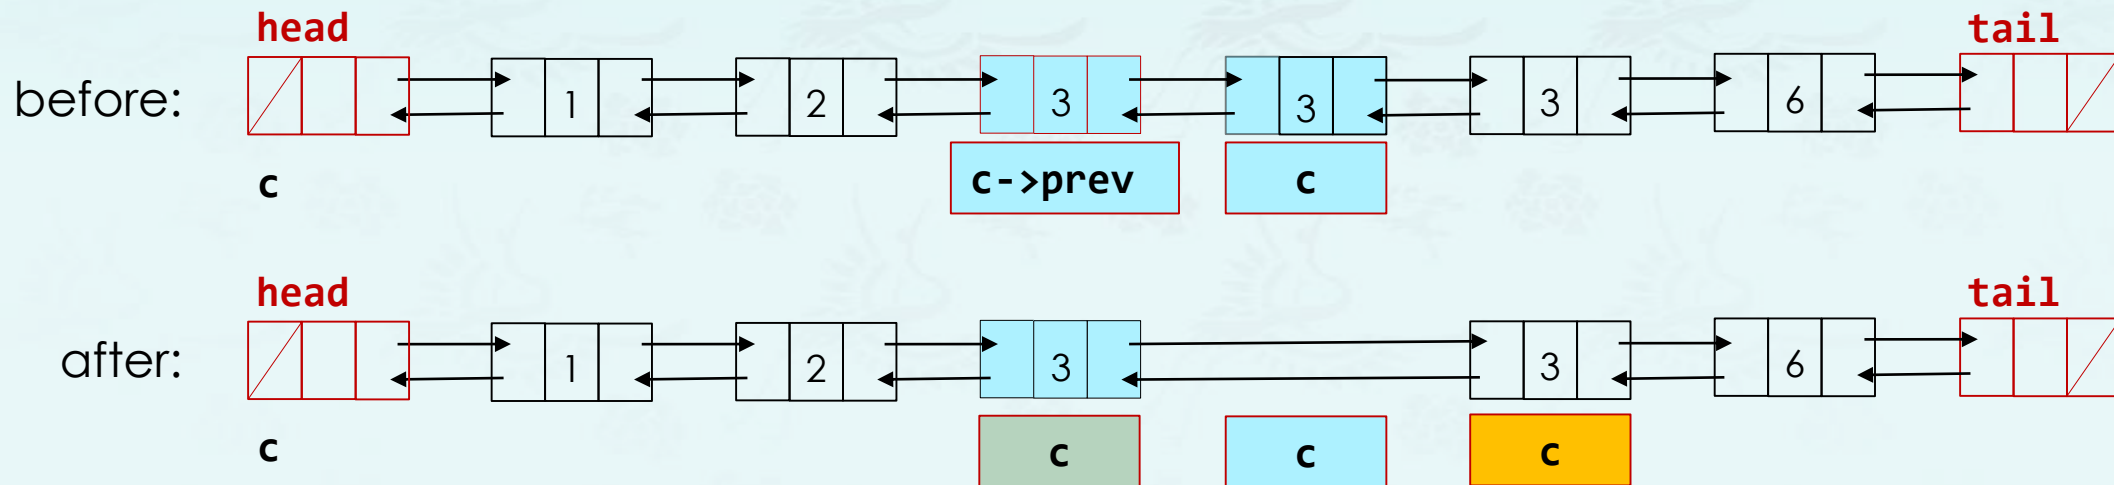 head tail
before: 1 2 3 3 3 6
c c->prev c
head tail
after: 1 2 3 3 6
c c c c